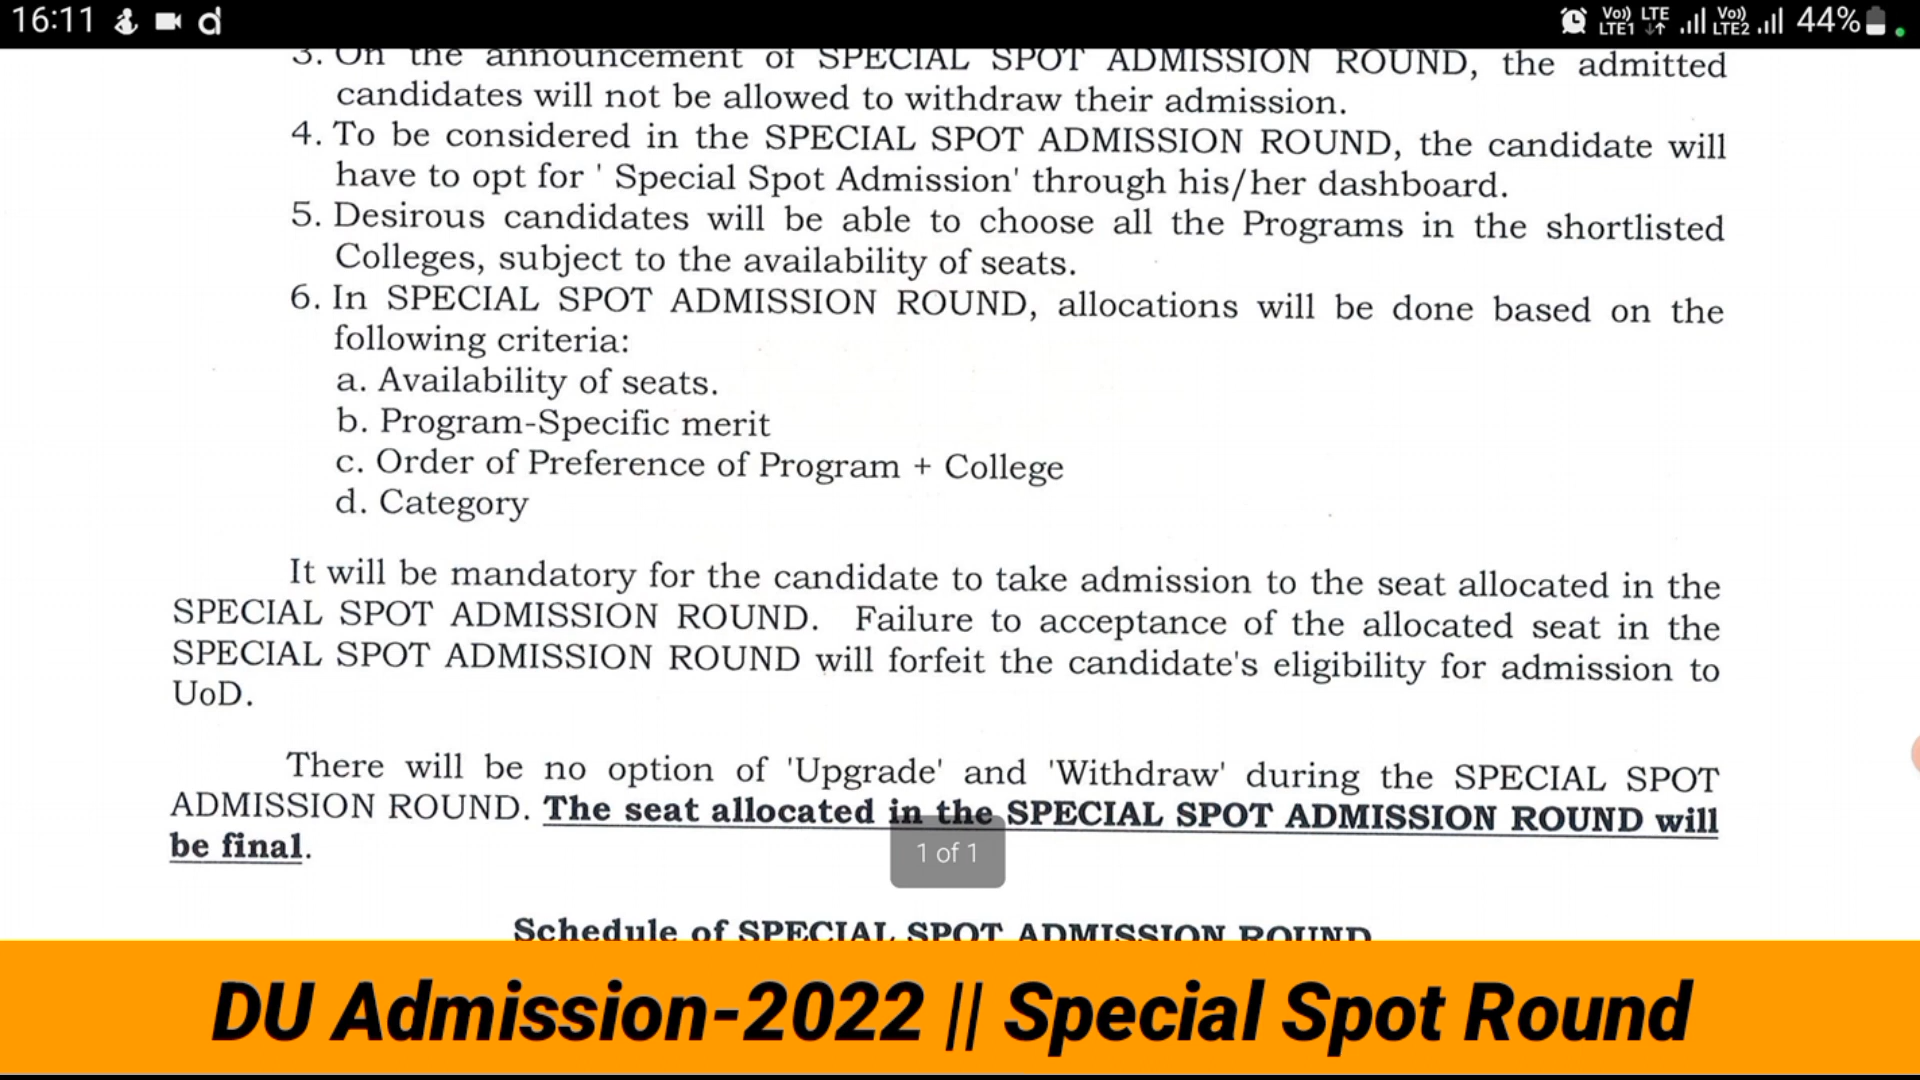 16:11
Vo)) LTE1 LTE Vo)) LTE2 44%
3. On the announcement of SPECIAL SPOT ADMISSION ROUND, the admitted
candidates will not be allowed to withdraw their admission.
4. To be considered in the SPECIAL SPOT ADMISSION ROUND, the candidate will
have to opt for ' Special Spot Admission' through his/her dashboard.
5. Desirous candidates will be able to choose all the Programs in the shortlisted
Colleges, subject to the availability of seats.
6. In SPECIAL SPOT ADMISSION ROUND, allocations will be done based on the
following criteria:
a. Availability of seats.
b. Program-Specific merit
c. Order of Preference of Program + College
d. Category
It will be mandatory for the candidate to take admission to the seat allocated in the
SPECIAL SPOT ADMISSION ROUND. Failure to acceptance of the allocated seat in the
SPECIAL SPOT ADMISSION ROUND will forfeit the candidate's eligibility for admission to
UoD.
There will be no option of 'Upgrade' and 'Withdraw' during the SPECIAL SPOT
ADMISSION ROUND. The seat allocated in the SPECIAL SPOT ADMISSION ROUND will
be final.
1 of 1
Schedule of SPECIAL SPOT ADMISSION ROUND
DU Admission-2022 || Special Spot Round